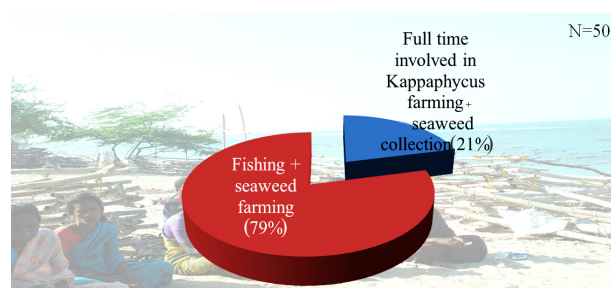 N=50
Full time
involved in
Kappaphycus
farming+
seaweed
collection(21%)
Fishing +
seaweed
farming
(79%)